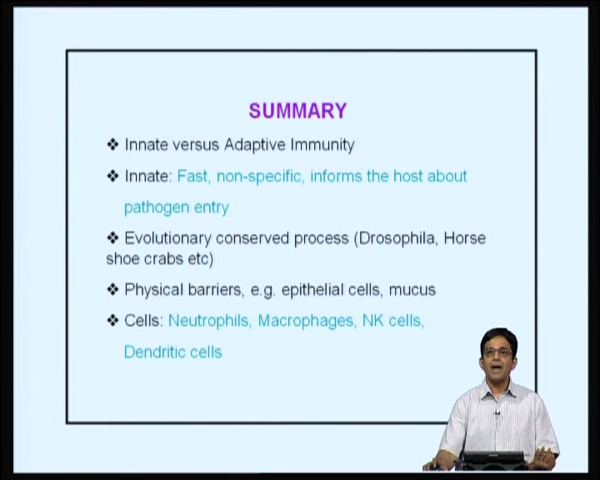 SUMMARY
❖ Innate versus Adaptive Immunity
❖ Innate: Fast, non-specific, informs the host about
pathogen entry
❖ Evolutionary conserved process (Drosophila, Horse
shoe crabs etc)
❖ Physical barriers, e.g. epithelial cells, mucus
❖ Cells: Neutrophils, Macrophages, NK cells,
Dendritic cells